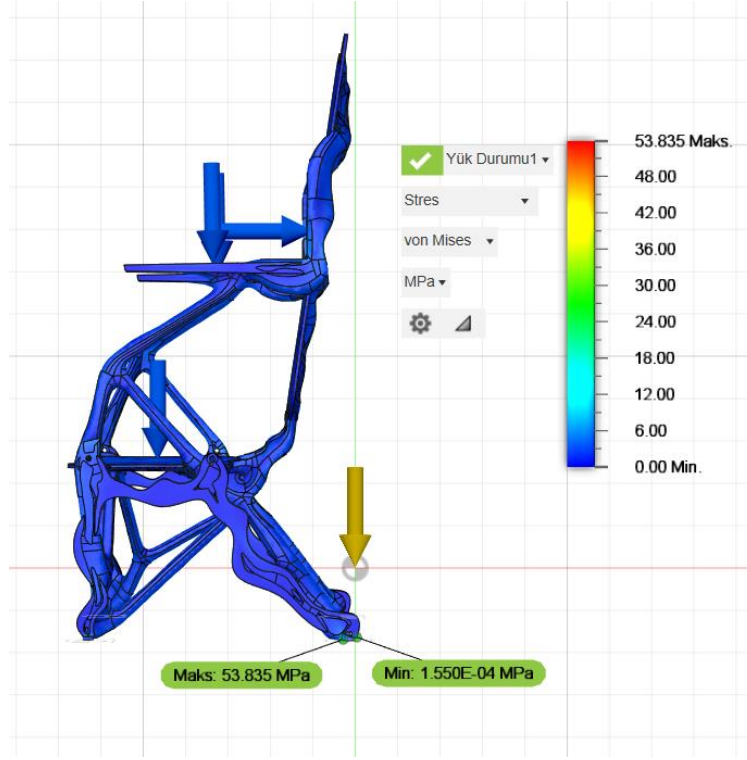 Yük Durumu1
Stres
von Mises
MPa
53.835 Maks.
48.00
42.00
36.00
30.00
24.00
18.00
12.00
6.00
0.00 Min.
Maks: 53.835 MPa
Min: 1.550E-04 MPa